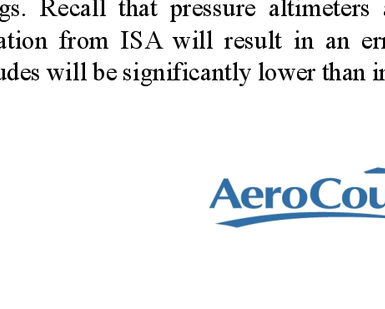 gs. Recall that pressure altimeters a
ation from ISA will result in an err
udes will be significantly lower than in
AeroCou